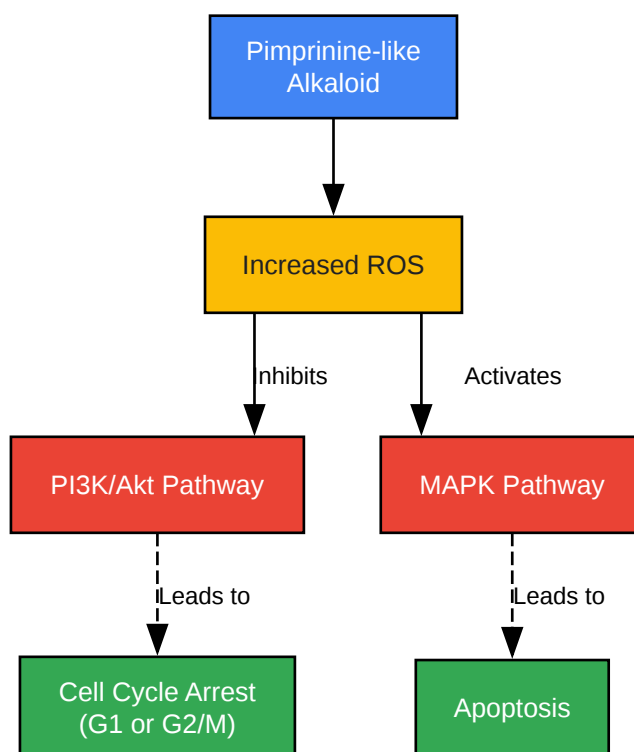 Pimprinine-like
Alkaloid
Increased ROS
Inhibits
Activates
PI3K/Akt Pathway
MAPK Pathway
Leads to
Leads to
Cell Cycle Arrest
(G1 or G2/M)
Apoptosis